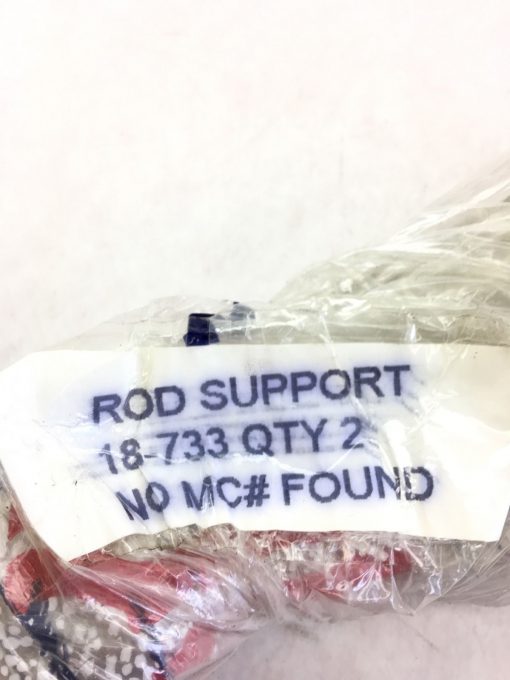 ROD SUPPORT
18-733 QTY 2
NO MC# FOUND